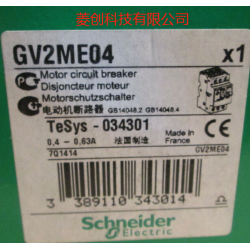 菱创科技有限公司
GV2ME04 x1
Motor circuit breaker
Disjoncteur moteur
Motorschutzschalter
电动机断路器 GB14048.2 GB14048.4
TeSys - 034301
Made in
France
0,4 - 0,63A 法国制造
7Q1414 GV2ME04
3 389110 343014
Schneider
Electric